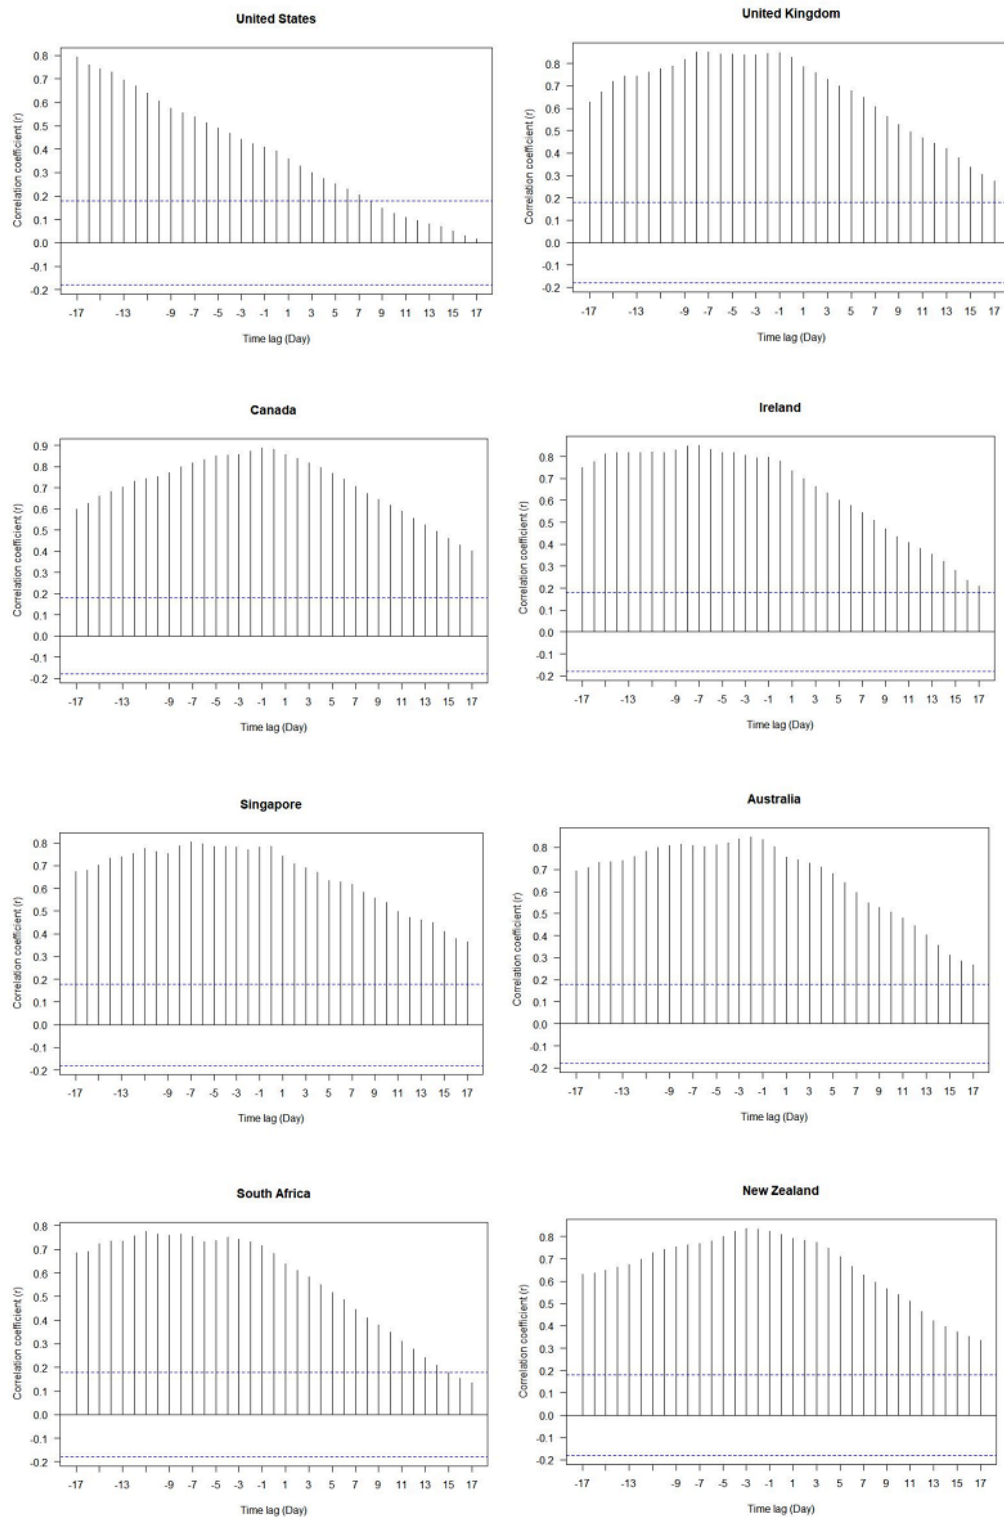 United States
Correlation coefficient (r)
0.8
0.7
0.6
0.5
0.4
0.3
0.2
0.1
0.0
-0.1
-0.2
-17 -13 -9 -7 -5 -3 -1 1 3 5 7 9 11 13 15 17
Time lag (Day)
United Kingdom
Correlation coefficient (r)
0.8
0.7
0.6
0.5
0.4
0.3
0.2
0.1
0.0
-0.1
-0.2
-17 -13 -9 -7 -5 -3 -1 1 3 5 7 9 11 13 15 17
Time lag (Day)
Canada
Correlation coefficient (r)
0.9
0.8
0.7
0.6
0.5
0.4
0.3
0.2
0.1
0.0
-0.1
-0.2
-17 -13 -9 -7 -5 -3 -1 1 3 5 7 9 11 13 15 17
Time lag (Day)
Ireland
Correlation coefficient (r)
0.8
0.7
0.6
0.5
0.4
0.3
0.2
0.1
0.0
-0.1
-0.2
-17 -13 -9 -7 -5 -3 -1 1 3 5 7 9 11 13 15 17
Time lag (Day)
Singapore
Correlation coefficient (r)
0.8
0.7
0.6
0.5
0.4
0.3
0.2
0.1
0.0
-0.1
-0.2
-17 -13 -9 -7 -5 -3 -1 1 3 5 7 9 11 13 15 17
Time lag (Day)
Australia
Correlation coefficient (r)
0.8
0.7
0.6
0.5
0.4
0.3
0.2
0.1
0.0
-0.1
-0.2
-17 -13 -9 -7 -5 -3 -1 1 3 5 7 9 11 13 15 17
Time lag (Day)
South Africa
Correlation coefficient (r)
0.8
0.7
0.6
0.5
0.4
0.3
0.2
0.1
0.0
-0.1
-0.2
-17 -13 -9 -7 -5 -3 -1 1 3 5 7 9 11 13 15 17
Time lag (Day)
New Zealand
Correlation coefficient (r)
0.8
0.7
0.6
0.5
0.4
0.3
0.2
0.1
0.0
-0.1
-0.2
-17 -13 -9 -7 -5 -3 -1 1 3 5 7 9 11 13 15 17
Time lag (Day)